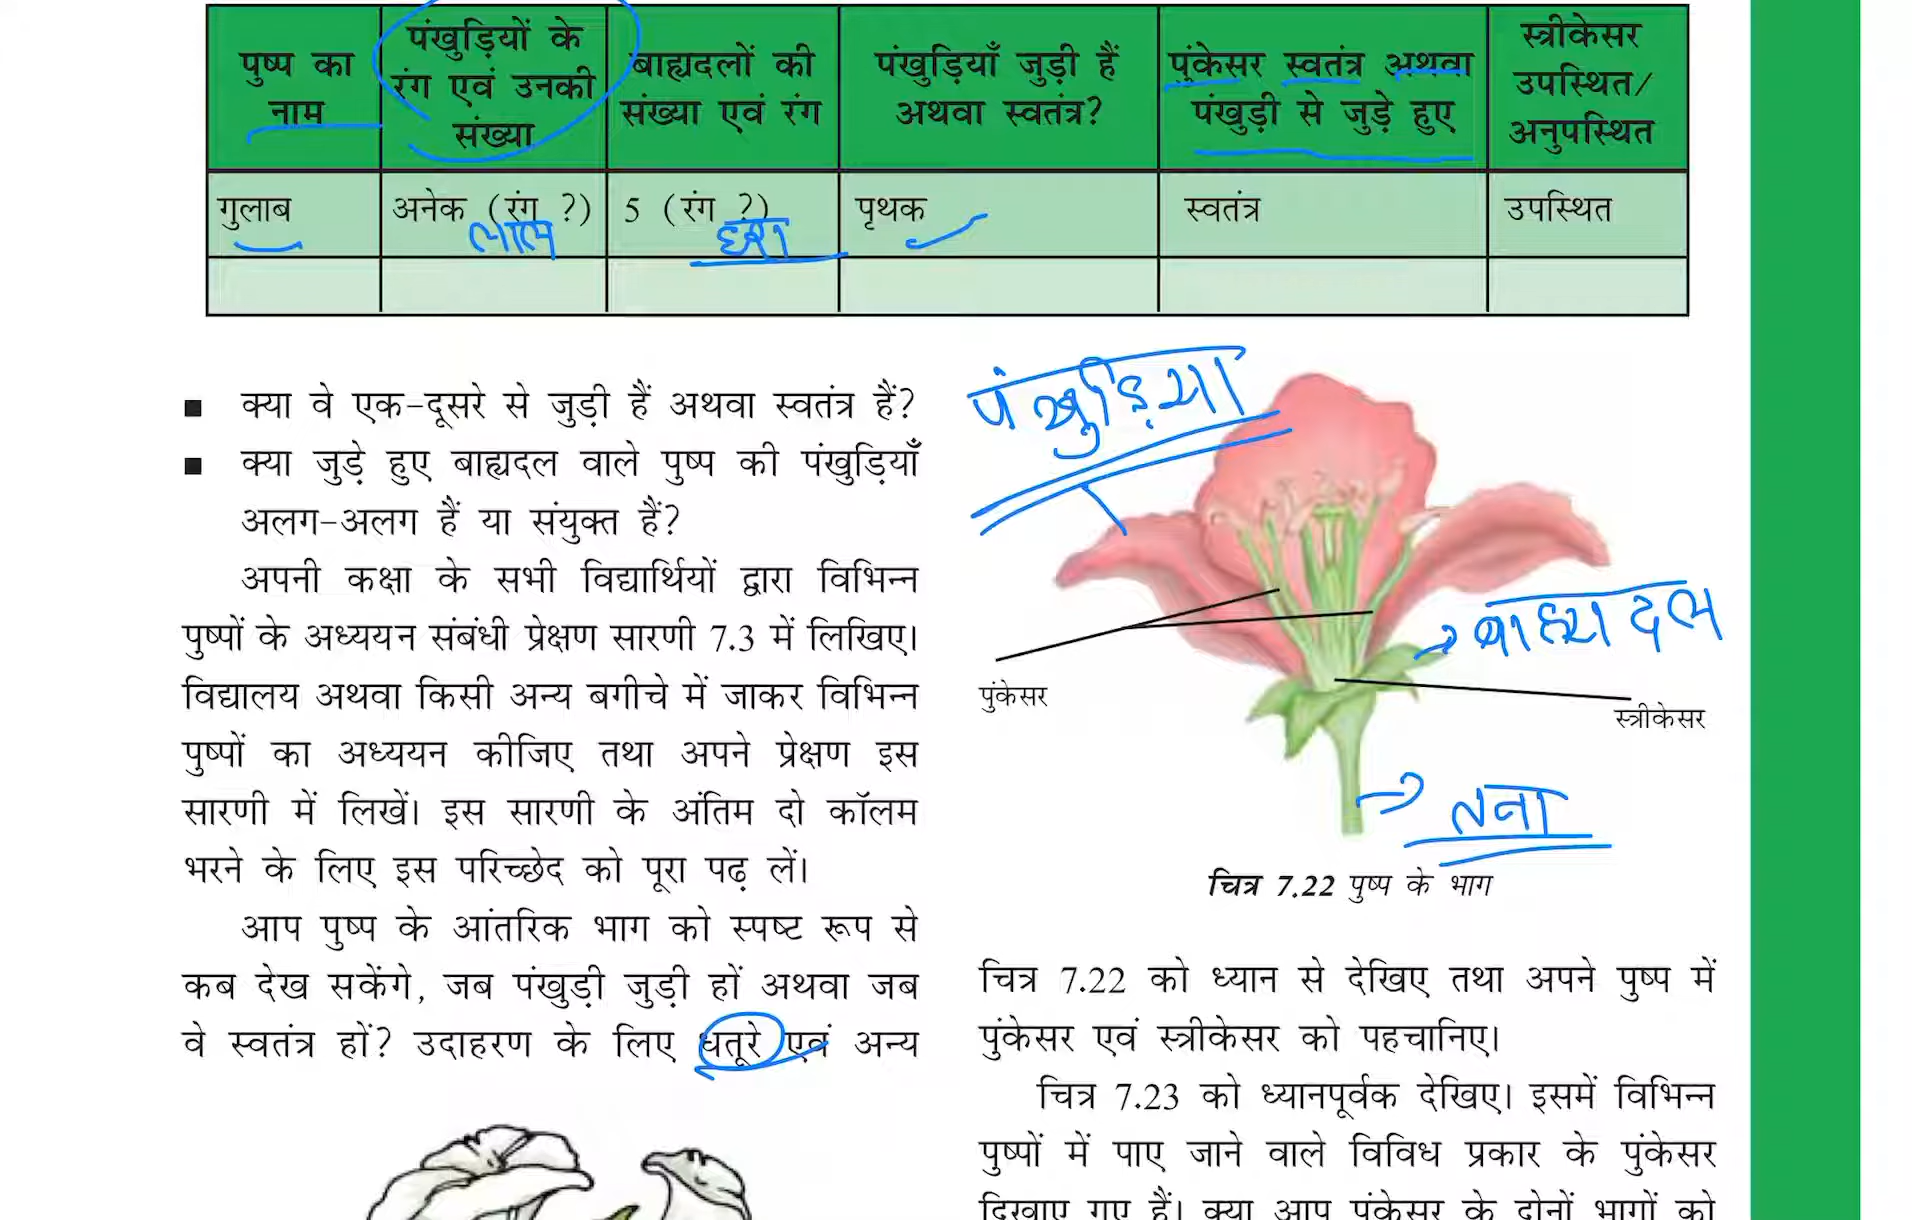 पुष्प का नाम
पंखुड़ियों के रंग एवं उनकी संख्या
बाह्यदलों की संख्या एवं रंग
पंखुड़ियाँ जुड़ी हैं अथवा स्वतंत्र?
पुंकेसर स्वतंत्र अथवा पंखुड़ी से जुड़े हुए
स्त्रीकेसर उपस्थित/ अनुपस्थित
गुलाब
अनेक (रंग ?)
लाल
5 (रंग ?)
हरा
पृथक
स्वतंत्र
उपस्थित
■ क्या वे एक-दूसरे से जुड़ी हैं अथवा स्वतंत्र हैं?
■ क्या जुड़े हुए बाह्यदल वाले पुष्प की पंखुड़ियाँ
अलग-अलग हैं या संयुक्त हैं?
अपनी कक्षा के सभी विद्यार्थियों द्वारा विभिन्न
पुष्पों के अध्ययन संबंधी प्रेक्षण सारणी 7.3 में लिखिए।
विद्यालय अथवा किसी अन्य बगीचे में जाकर विभिन्न
पुष्पों का अध्ययन कीजिए तथा अपने प्रेक्षण इस
सारणी में लिखें। इस सारणी के अंतिम दो कॉलम
भरने के लिए इस परिच्छेद को पूरा पढ़ लें।
आप पुष्प के आंतरिक भाग को स्पष्ट रूप से
कब देख सकेंगे, जब पंखुड़ी जुड़ी हों अथवा जब
वे स्वतंत्र हों? उदाहरण के लिए धतूरे एवं अन्य
पंखुड़िया
बाह्य दल
पुंकेसर
स्त्रीकेसर
तना
चित्र 7.22 पुष्प के भाग
चित्र 7.22 को ध्यान से देखिए तथा अपने पुष्प में
पुंकेसर एवं स्त्रीकेसर को पहचानिए।
चित्र 7.23 को ध्यानपूर्वक देखिए। इसमें विभिन्न
पुष्पों में पाए जाने वाले विविध प्रकार के पुंकेसर
दिखाए गए हैं। क्या आप पुंकेसर के दोनों भागों को